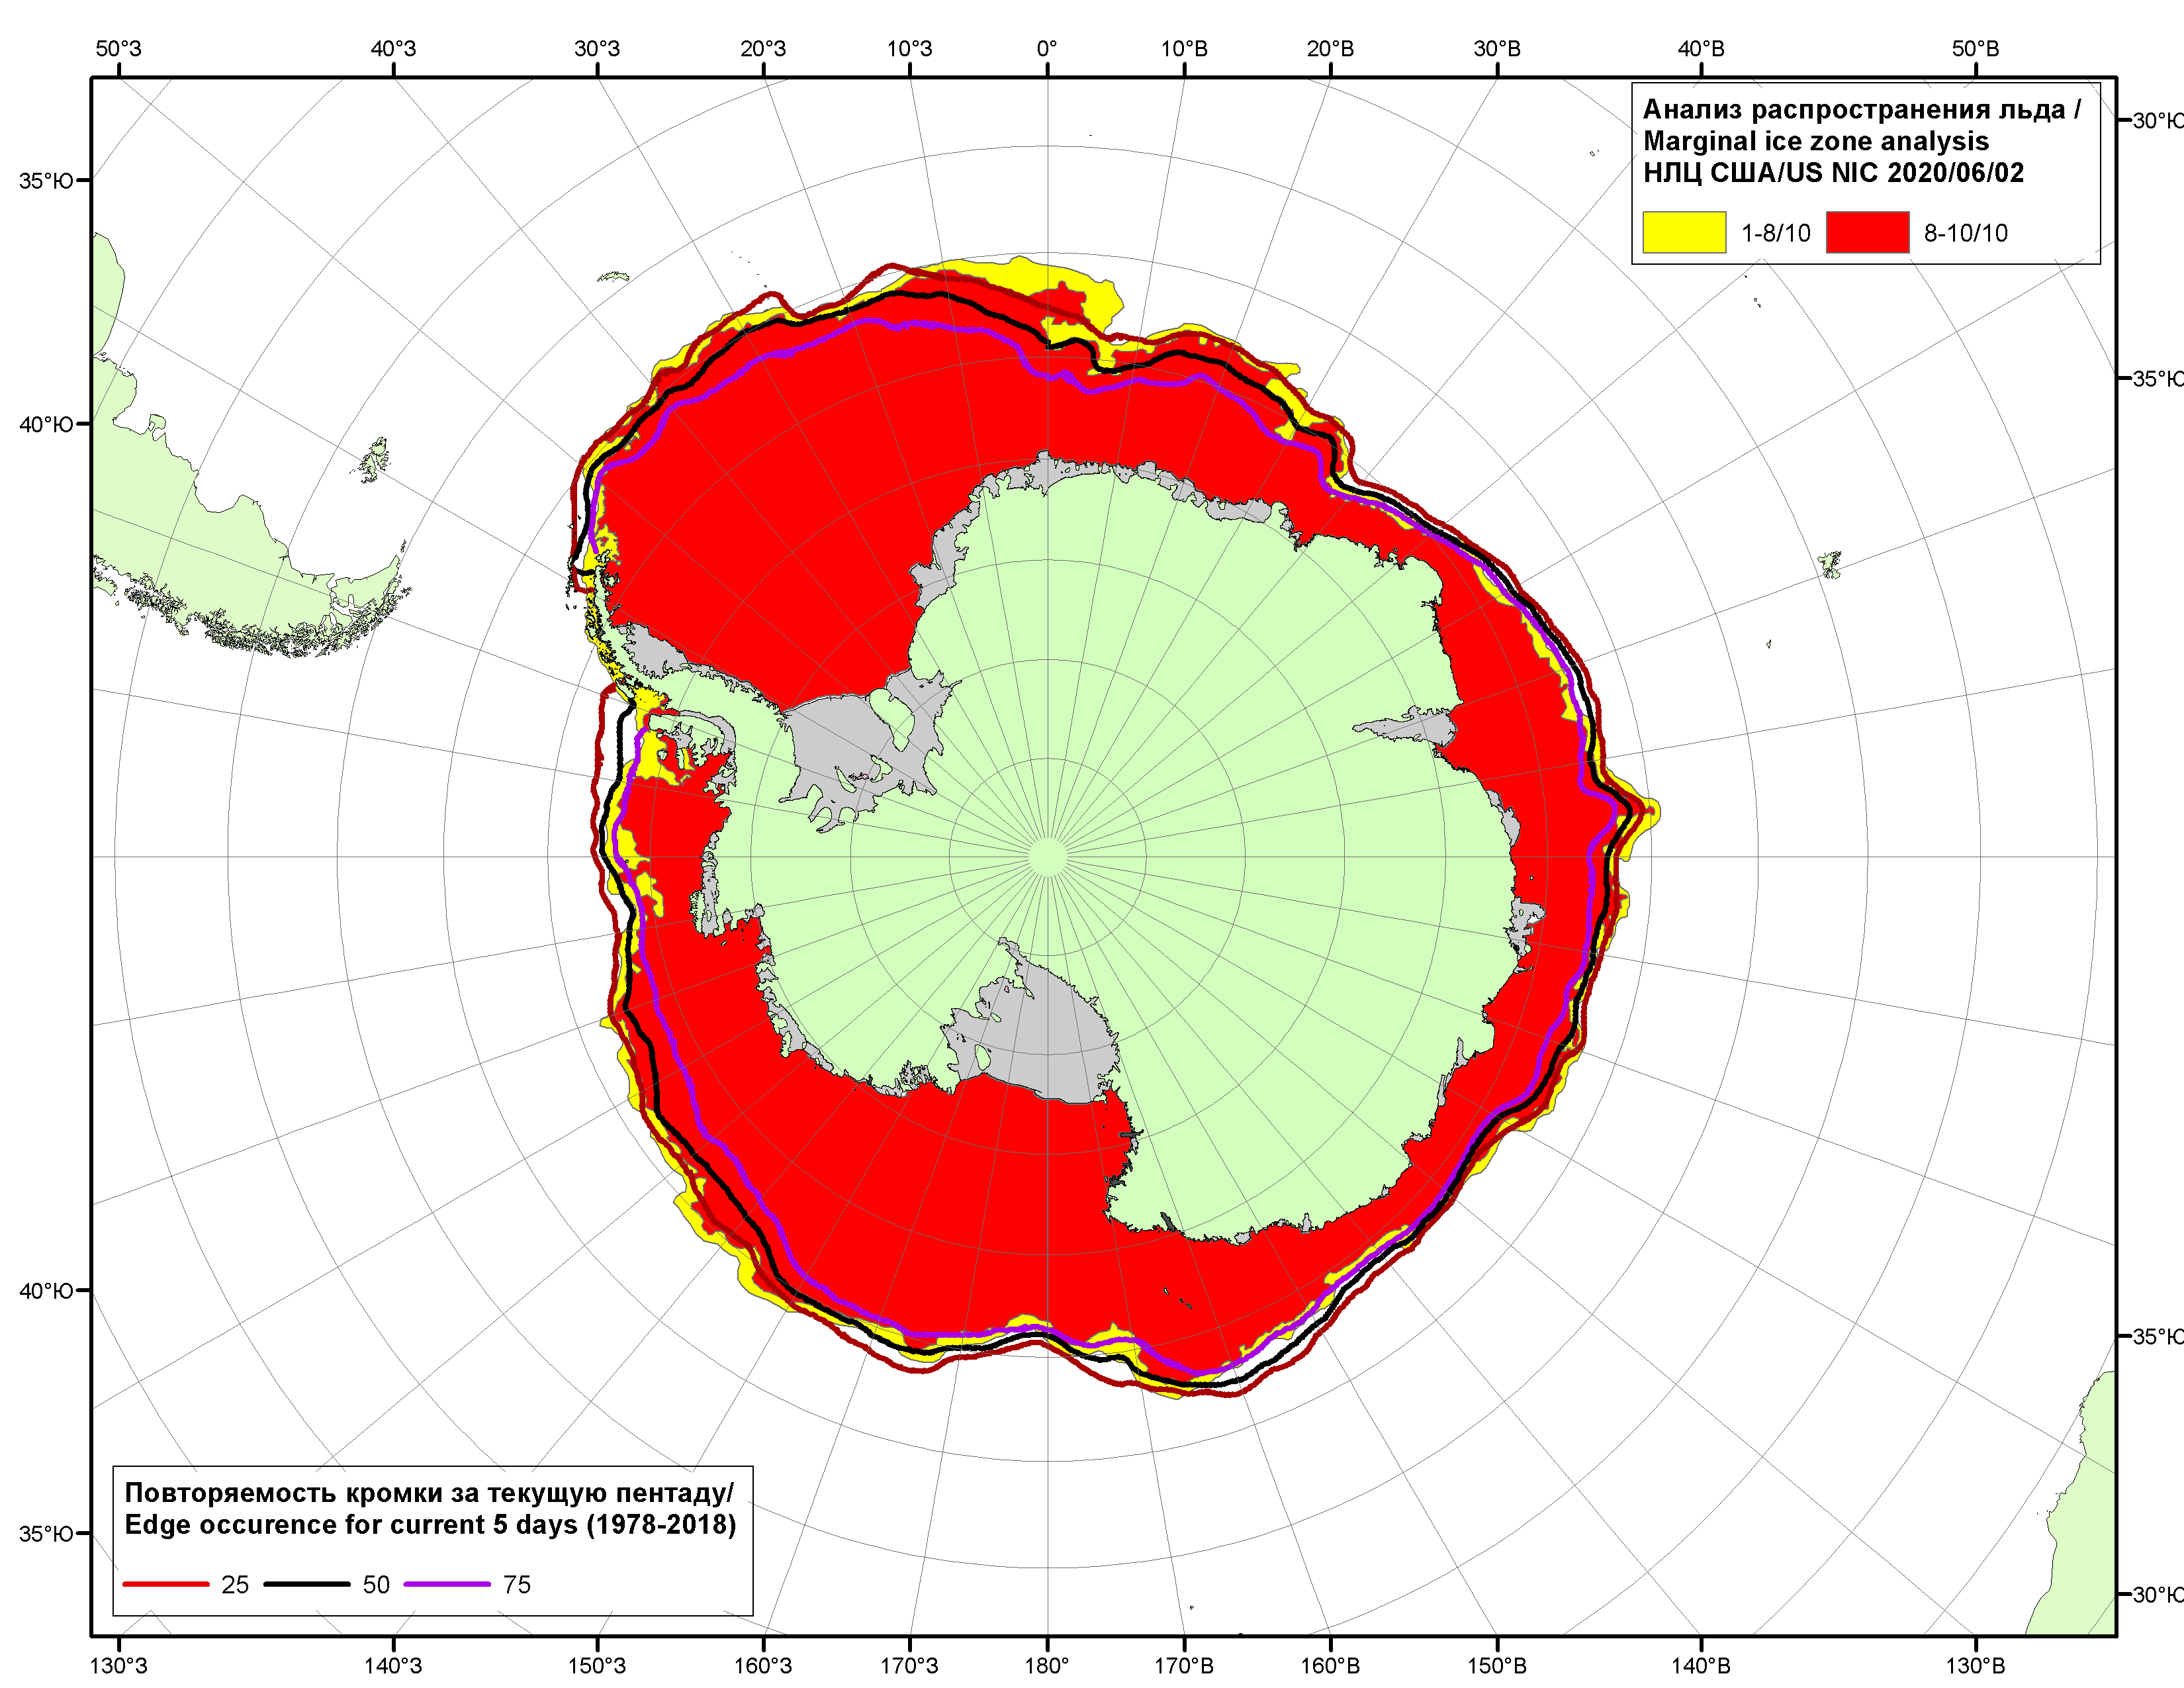 50°З 40°З 30°З 20°З 10°З 0° 10°В 20°В 30°В 40°В 50°В
Анализ распространения льда /
Marginal ice zone analysis
НЛЦ США/US NIC 2020/06/02
1-8/10 8-10/10
30°Ю
35°Ю
35°Ю
40°Ю
40°Ю
35°Ю
35°Ю
30°Ю
Повторяемость кромки за текущую пентаду/
Edge occurence for current 5 days (1978-2018)
25 50 75
130°З 140°З 150°З 160°З 170°З 180° 170°В 160°В 150°В 140°В 130°В